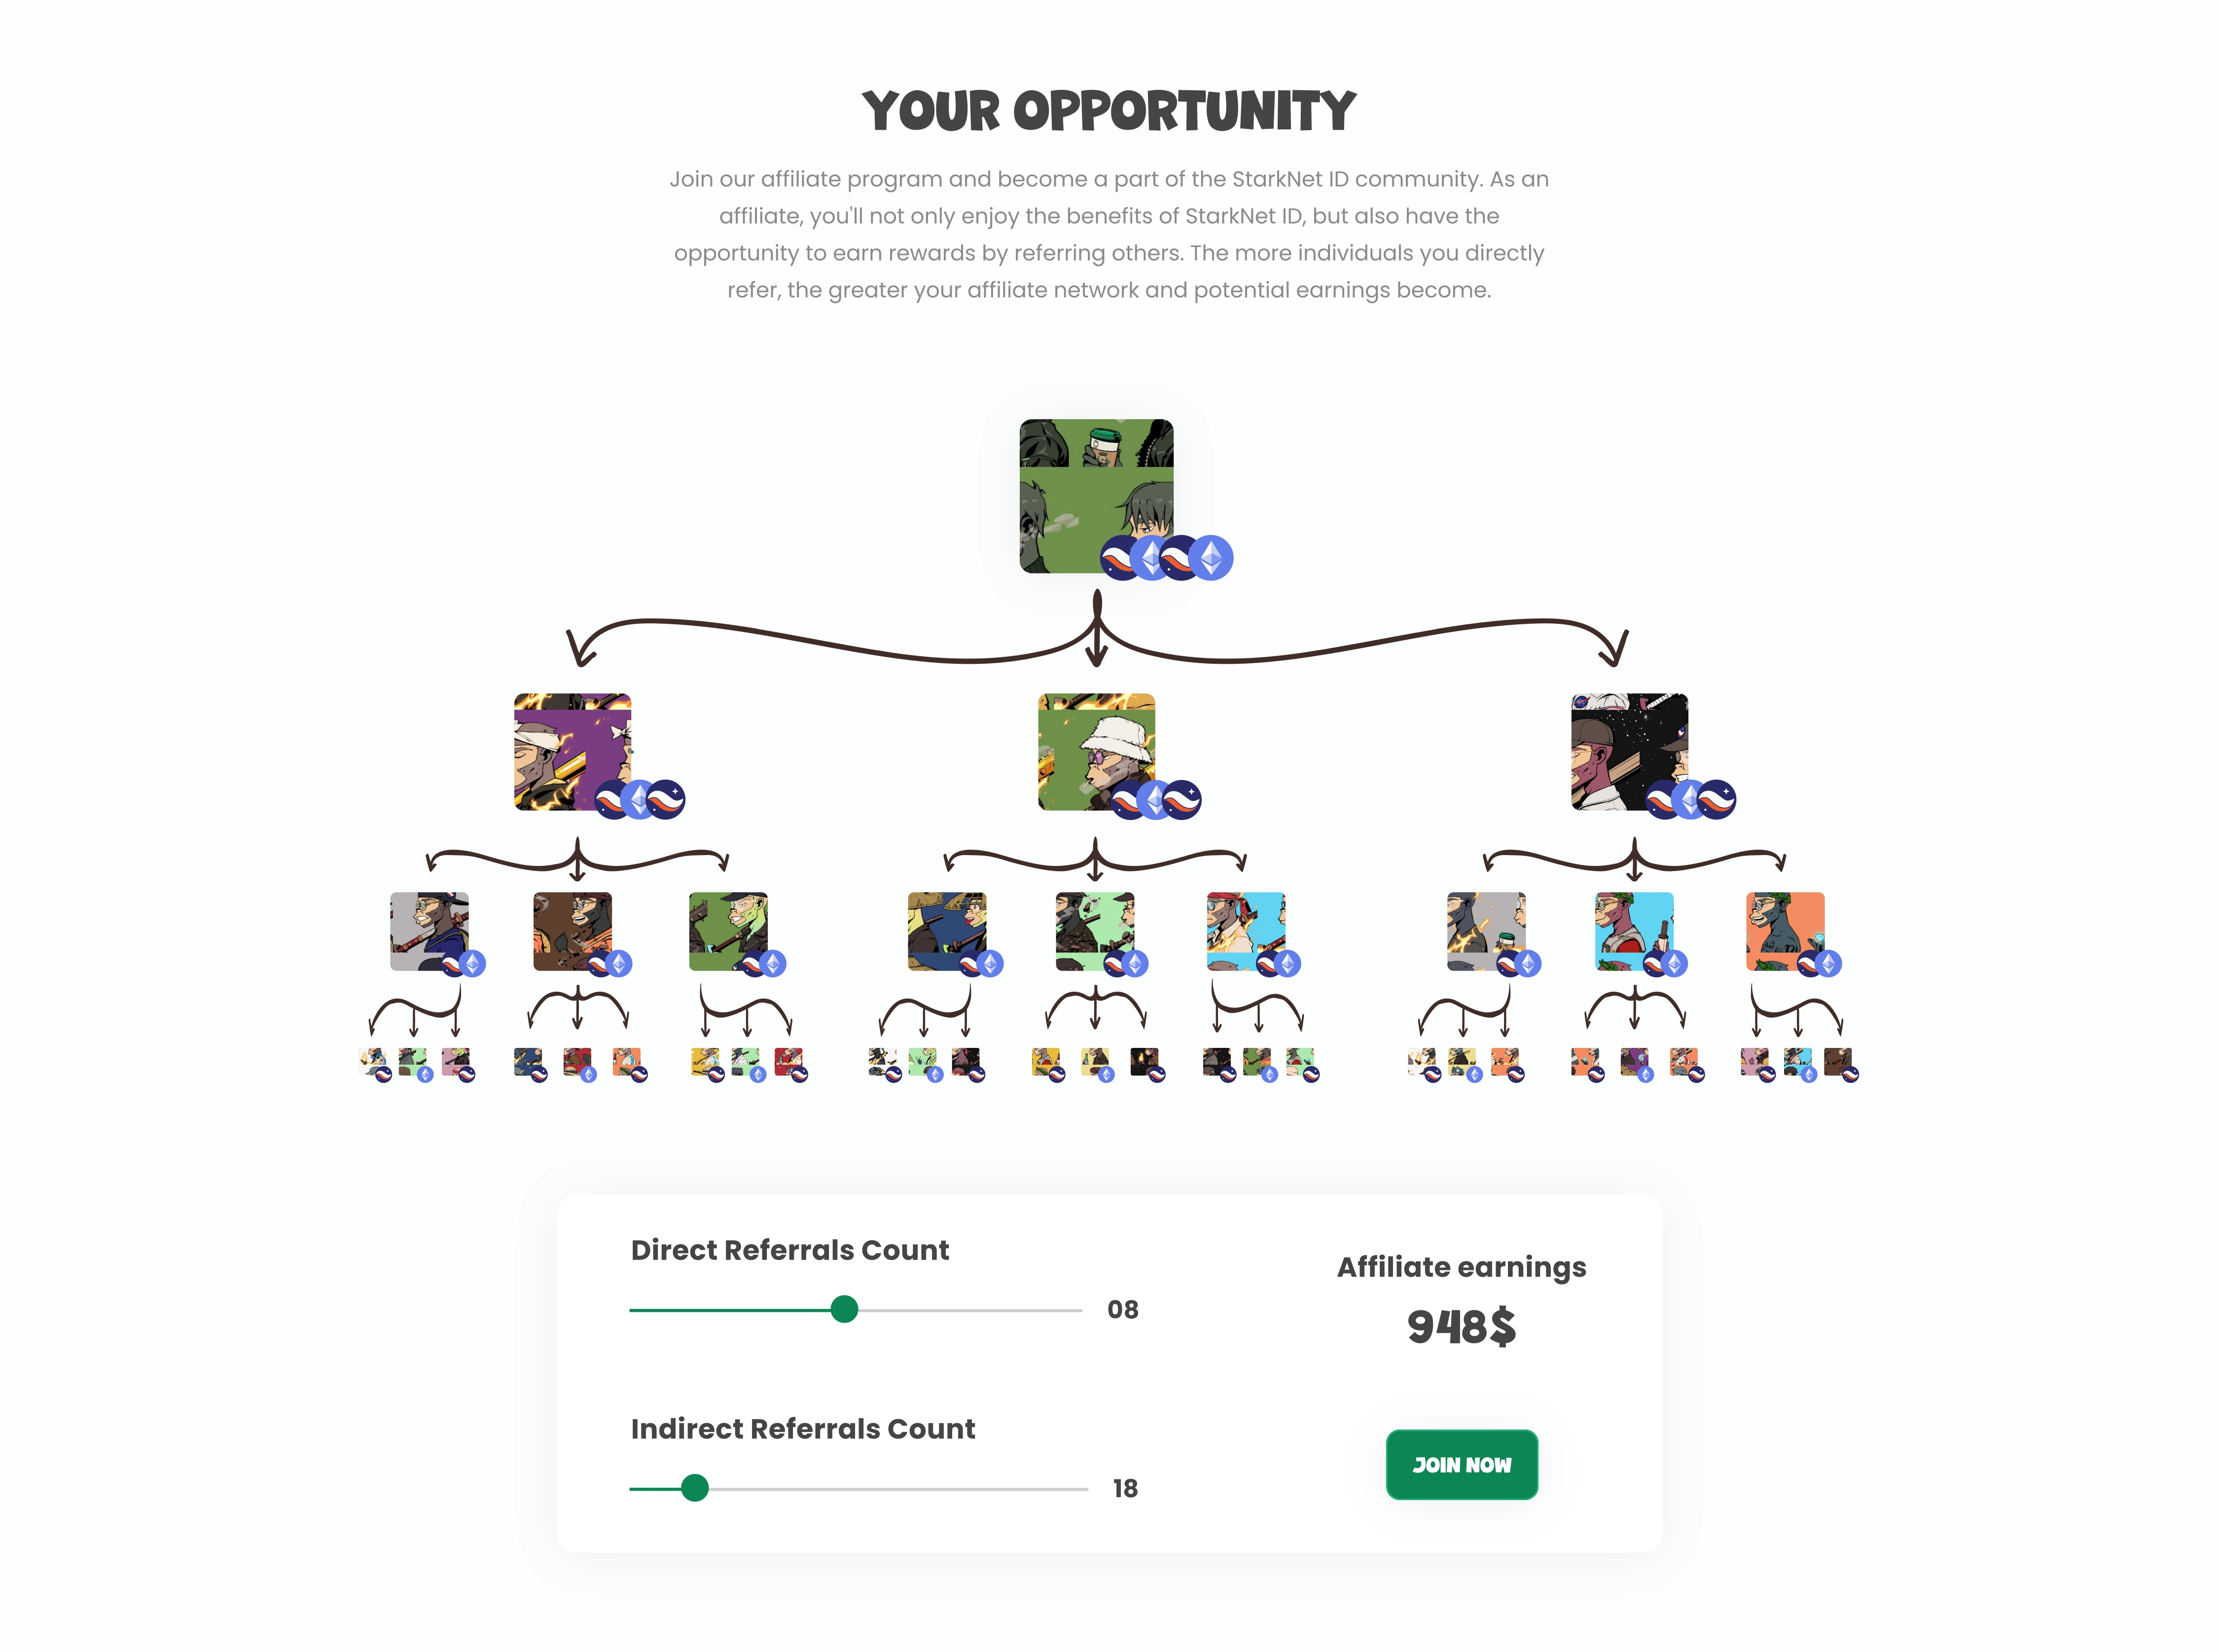 YOUR OPPORTUNITY
Join our affiliate program and become a part of the StarkNet ID community. As an
affiliate, you'll not only enjoy the benefits of StarkNet ID, but also have the
opportunity to earn rewards by referring others. The more individuals you directly
refer, the greater your affiliate network and potential earnings become.
Direct Referrals Count
08
Affiliate earnings
948$
Indirect Referrals Count
18
JOIN NOW